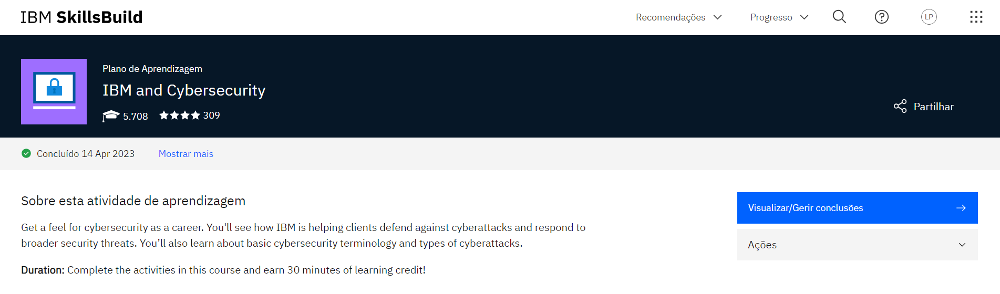 IBM SkillsBuild
Recomendações
Progresso
LP
Plano de Aprendizagem
IBM and Cybersecurity
5.708
309
Partilhar
Concluído 14 Apr 2023
Mostrar mais
Sobre esta atividade de aprendizagem
Get a feel for cybersecurity as a career. You'll see how IBM is helping clients defend against cyberattacks and respond to
broader security threats. You’ll also learn about basic cybersecurity terminology and types of cyberattacks.
Duration: Complete the activities in this course and earn 30 minutes of learning credit!
Visualizar/Gerir conclusões
Ações